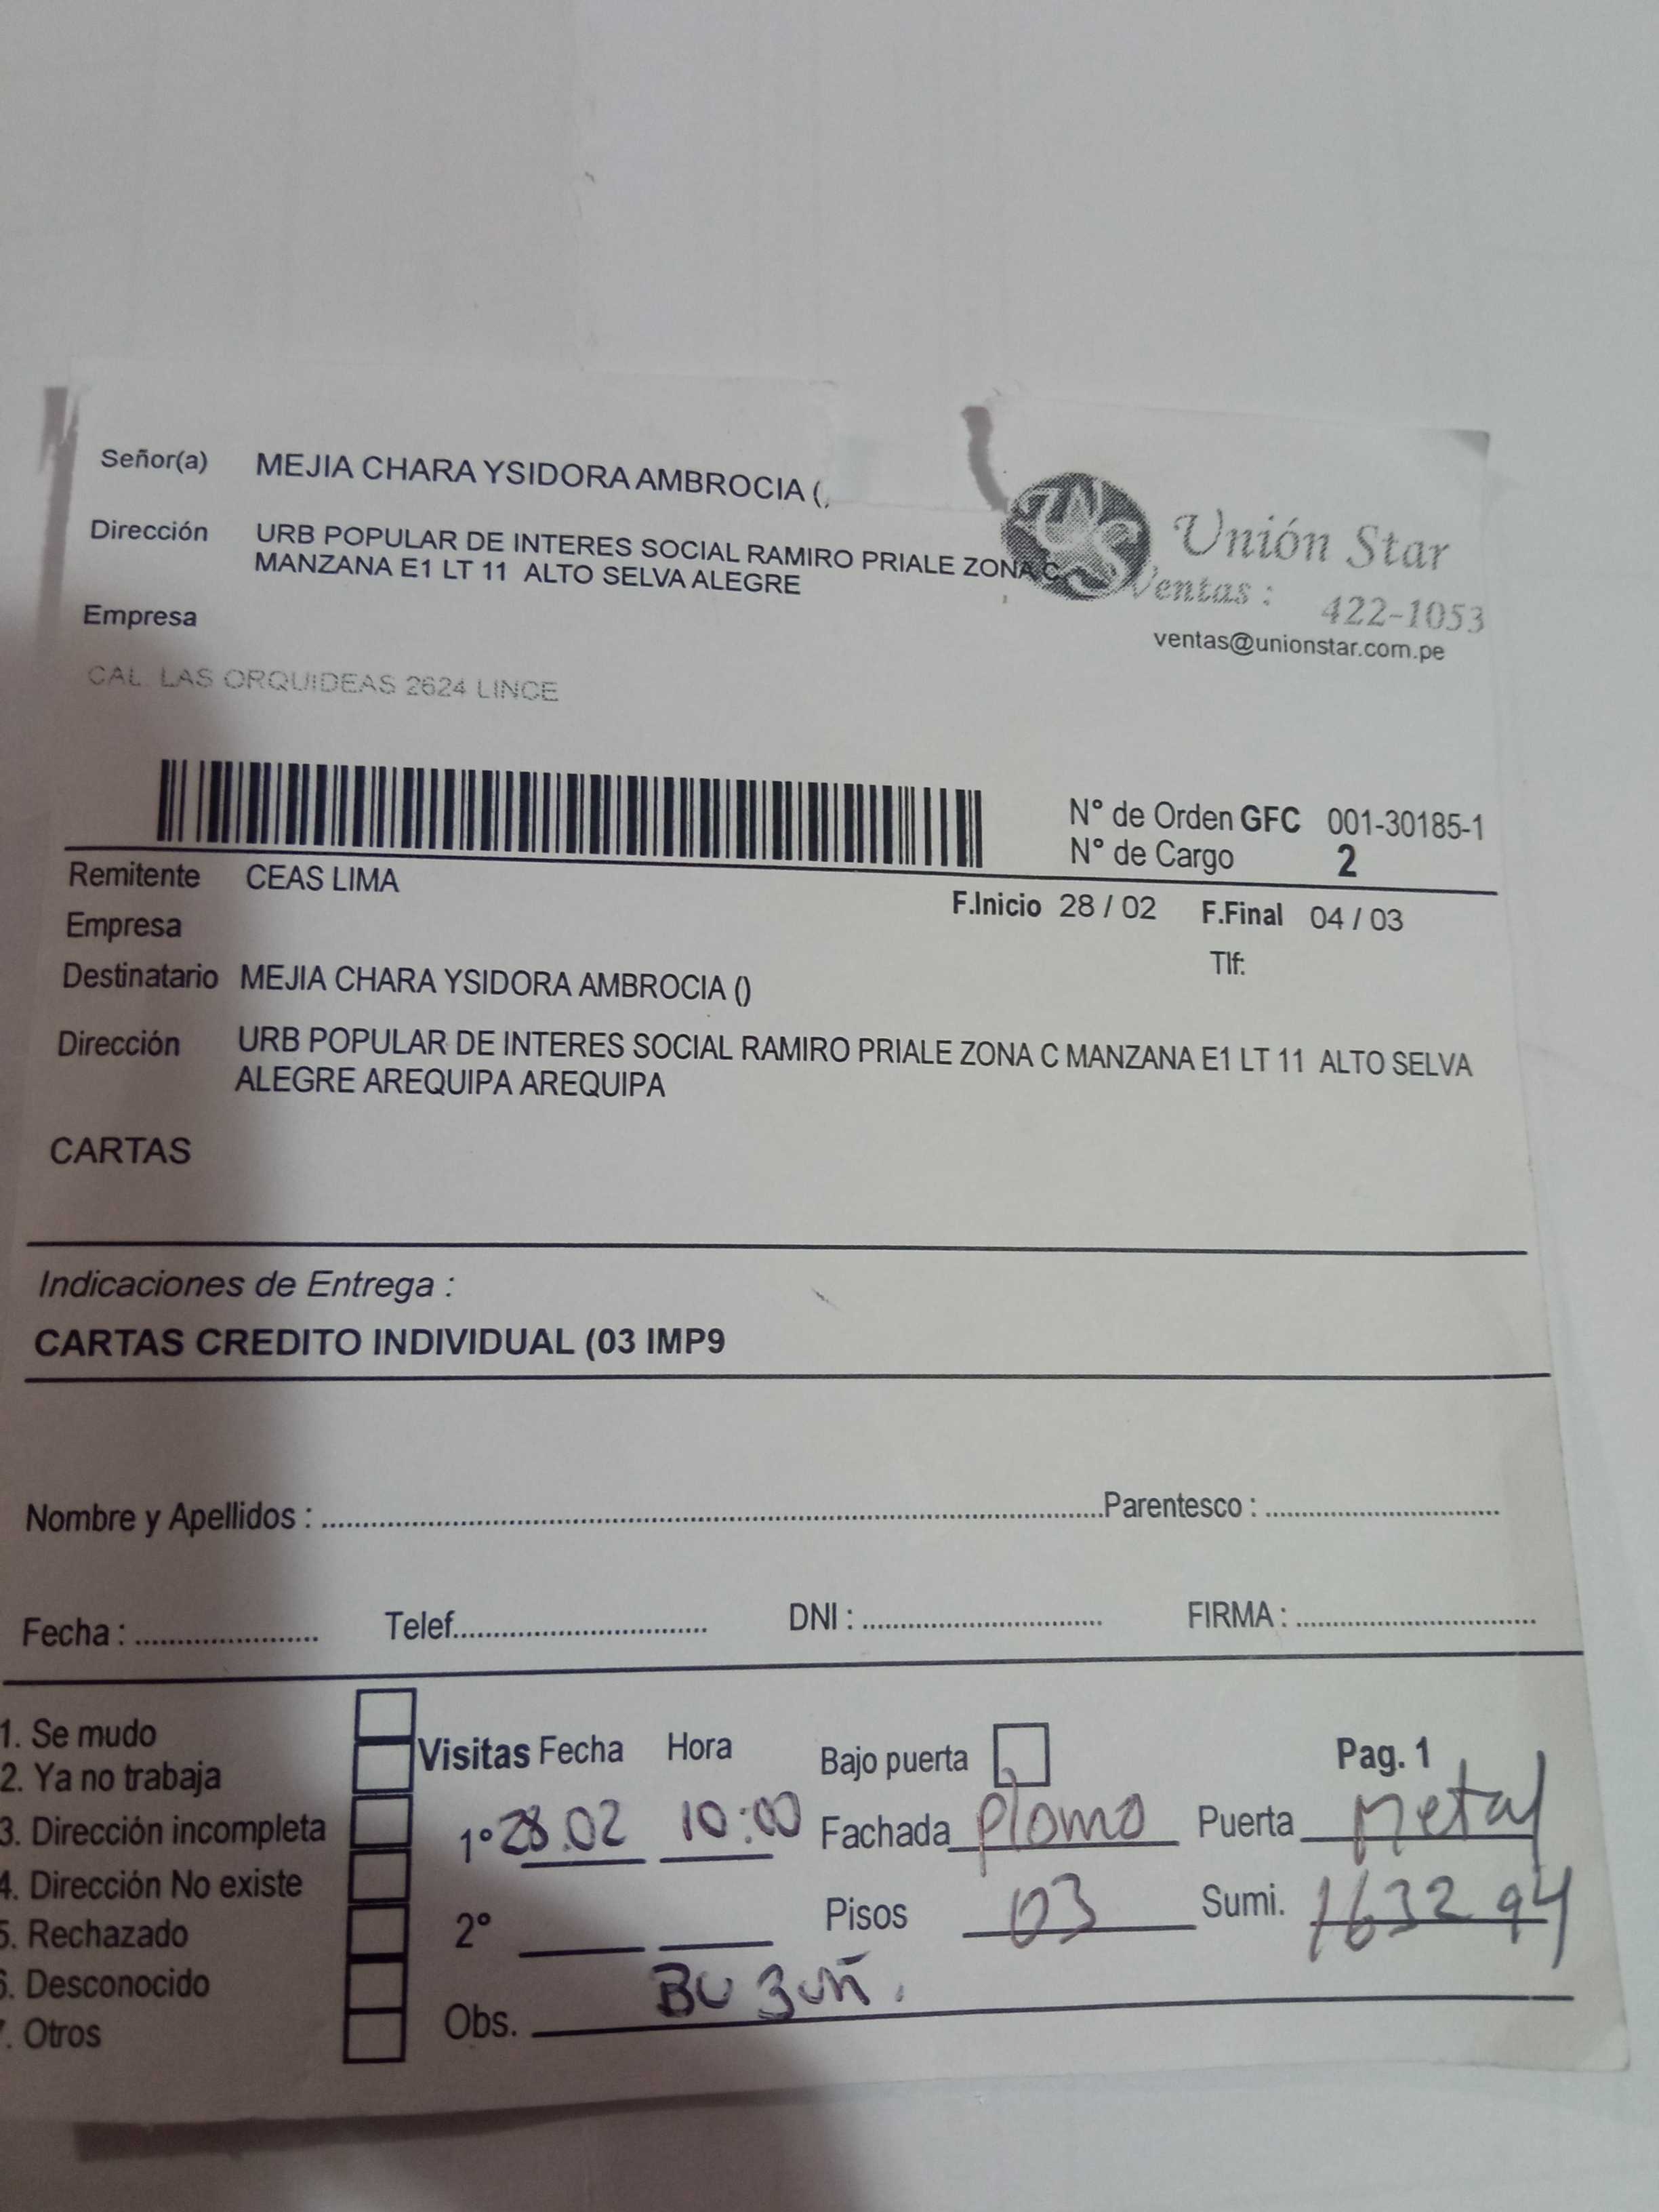 Señor(a) MEJIA CHARA YSIDORA AMBROCIA (
Dirección URB POPULAR DE INTERES SOCIAL RAMIRO PRIALE ZONA C
MANZANA E1 LT 11 ALTO SELVA ALEGRE
Empresa
CAL. LAS ORQUIDEAS 2624 LINCE
Unión Star
Ventas : 422-1053
ventas@unionstar.com.pe
N° de Orden GFC 001-30185-1
N° de Cargo 2
Remitente CEAS LIMA
F.Inicio 28 / 02 F.Final 04 / 03
Empresa
Tlf:
Destinatario MEJIA CHARA YSIDORA AMBROCIA ()
Dirección URB POPULAR DE INTERES SOCIAL RAMIRO PRIALE ZONA C MANZANA E1 LT 11 ALTO SELVA
ALEGRE AREQUIPA AREQUIPA
CARTAS
Indicaciones de Entrega :
CARTAS CREDITO INDIVIDUAL (03 IMP9
Nombre y Apellidos : Parentesco :
Fecha : Telef. DNI : FIRMA :
1. Se mudo
2. Ya no trabaja
3. Dirección incompleta
4. Dirección No existe
5. Rechazado
6. Desconocido
7. Otros
Visitas Fecha Hora Bajo puerta Pag. 1
1° 28.02 10:00 Fachada Plomo Puerta Metal
2° Pisos 03 Sumi. 163294
Obs. Buzón.